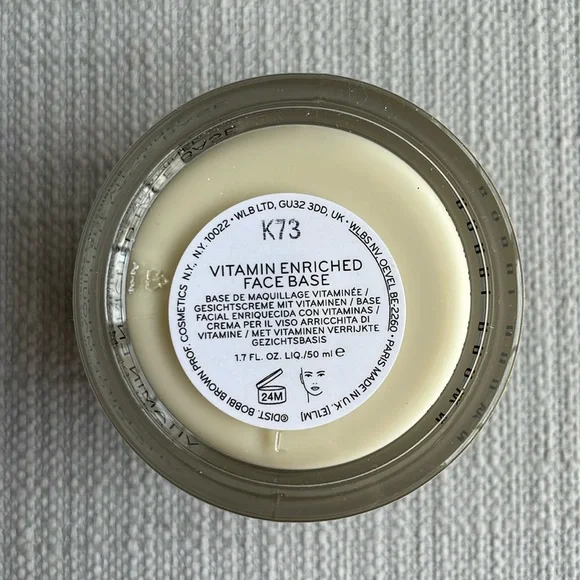 K73
VITAMIN ENRICHED
FACE BASE
BASE DE MAQUILLAGE VITAMINÉE /
GESICHTSCREME MIT VITAMINEN / BASE
FACIAL ENRIQUECIDA CON VITAMINAS /
CREMA PER IL VISO ARRICCHITA DI
VITAMINE / MET VITAMINEN VERRIJKTE
GEZICHTSBASIS
1.7 FL. OZ. LIQ./50 ml e
24M
®DIST. BOBBI BROWN PROF. COSMETICS N.Y., N.Y. 10022 • WLB LTD, GU32 3DD, UK • WLBS NV, OEVEL BE-2260 • PARIS MADE IN U.K. [E1LM]